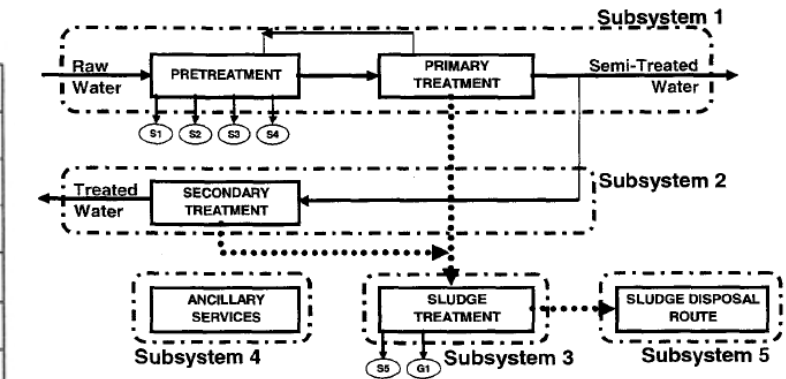 Subsystem 1
Raw
Water
PRETREATMENT
PRIMARY
TREATMENT
Semi-Treated
Water
S1 S2 S3 S4
Treated
Water
SECONDARY
TREATMENT
Subsystem 2
ANCILLARY
SERVICES
Subsystem 4
SLUDGE
TREATMENT
S5 G1
Subsystem 3
SLUDGE DISPOSAL
ROUTE
Subsystem 5